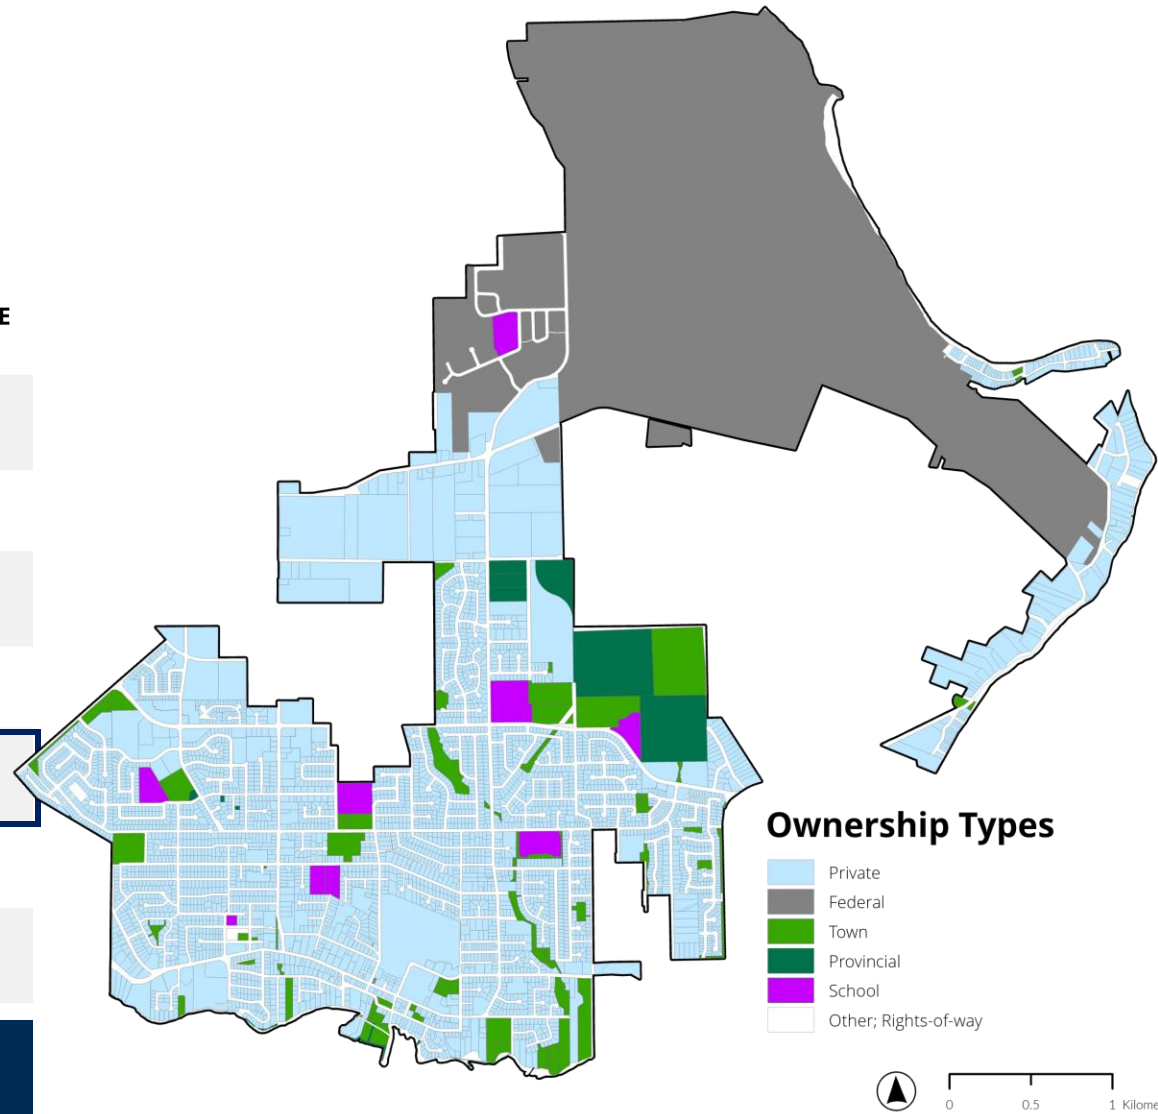 E
Ownership Types
Private
Federal
Town
Provincial
School
Other; Rights-of-way
0 0.5 1 Kilome